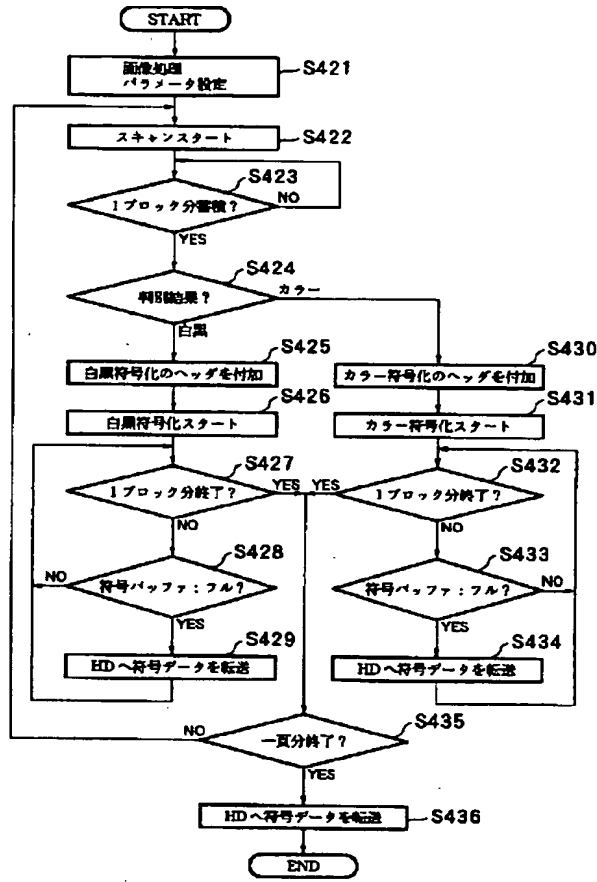 START
画像処理
パラメータ設定
S421
スキャンスタート
S422
1ブロック分蓄積?
S423
NO
YES
判別結果?
S424
カラー
白黒
白黒符号化のヘッダを付加
S425
カラー符号化のヘッダを付加
S430
白黒符号化スタート
S426
カラー符号化スタート
S431
1ブロック分終了?
S427
YES
YES
1ブロック分終了?
S432
NO
NO
符号バッファ:フル?
S428
NO
YES
符号バッファ:フル?
S433
NO
YES
HDへ符号データを転送
S429
HDへ符号データを転送
S434
一頁分終了?
S435
NO
YES
HDへ符号データを転送
S436
END